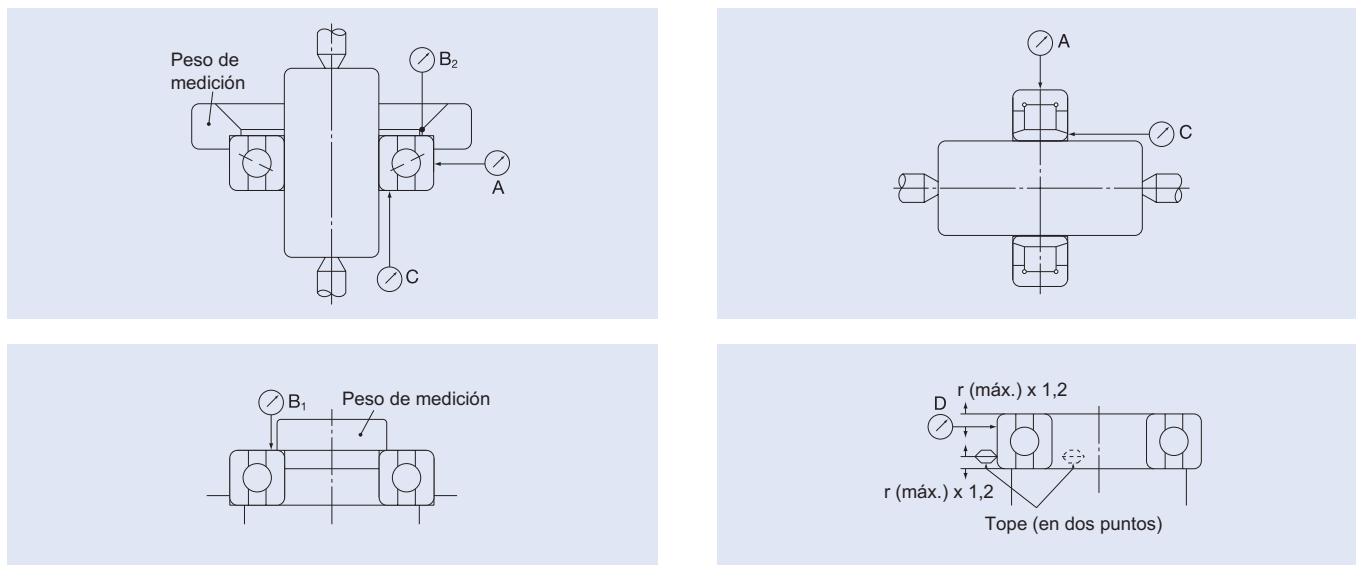 Peso de
medición
B₂
A
C
A
C
B₁
Peso de medición
r (máx.) x 1,2
D
r (máx.) x 1,2
Tope (en dos puntos)